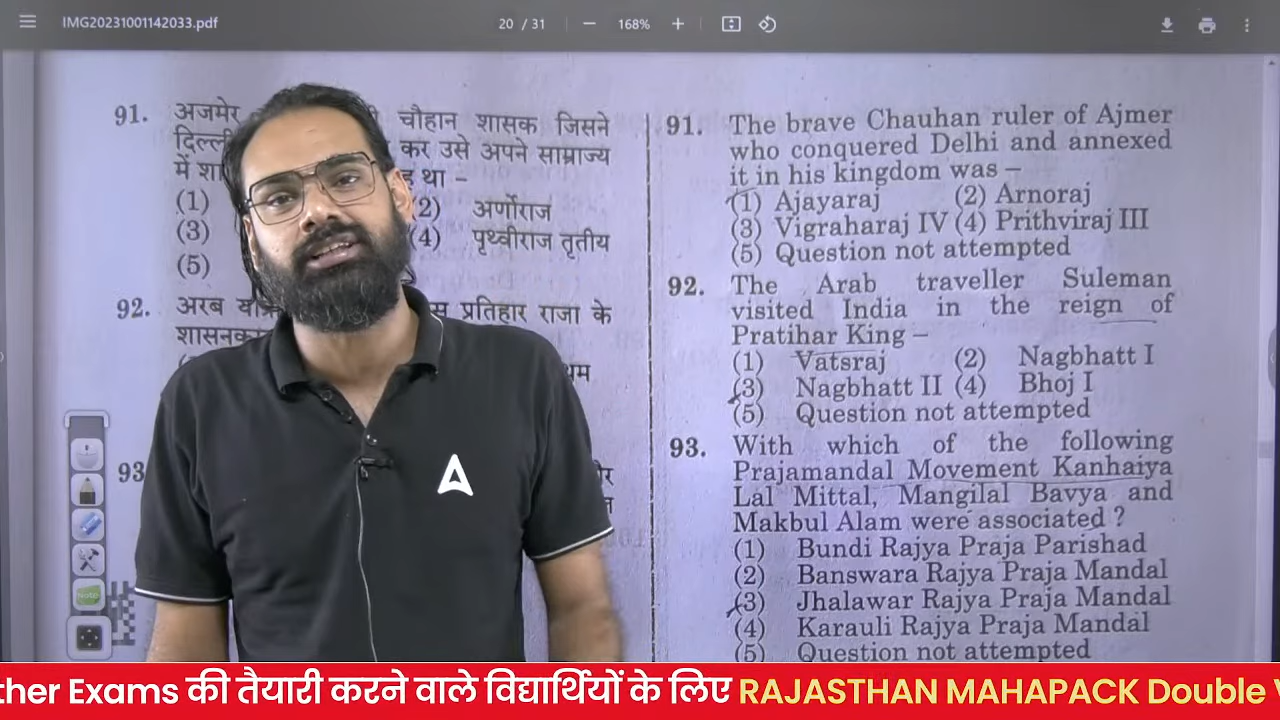 IMG20231001142033.pdf
20 / 31
168%
91. अजमेर चौहान शासक जिसने
दिल्ली कर उसे अपने साम्राज्य
में था –
(1) (2) अर्णोराज
(3) (4) पृथ्वीराज तृतीय
(5)
92. अरब प्रतिहार राजा के
(1)
93
91. The brave Chauhan ruler of Ajmer
who conquered Delhi and annexed
it in his kingdom was –
(1) Ajayaraj (2) Arnoraj
(3) Vigraharaj IV (4) Prithviraj III
(5) Question not attempted
92. The Arab traveller Suleman
visited India in the reign of
Pratihar King –
(1) Vatsraj (2) Nagbhatt I
(3) Nagbhatt II (4) Bhoj I
(5) Question not attempted
93. With which of the following
Prajamandal Movement Kanhaiya
Lal Mittal, Mangilal Bavya and
Makbul Alam were associated ?
(1) Bundi Rajya Praja Parishad
(2) Banswara Rajya Praja Mandal
(3) Jhalawar Rajya Praja Mandal
(4) Karauli Rajya Praja Mandal
(5) Question not attempted
ther Exams की तैयारी करने वाले विद्यार्थियों के लिए RAJASTHAN MAHAPACK Double